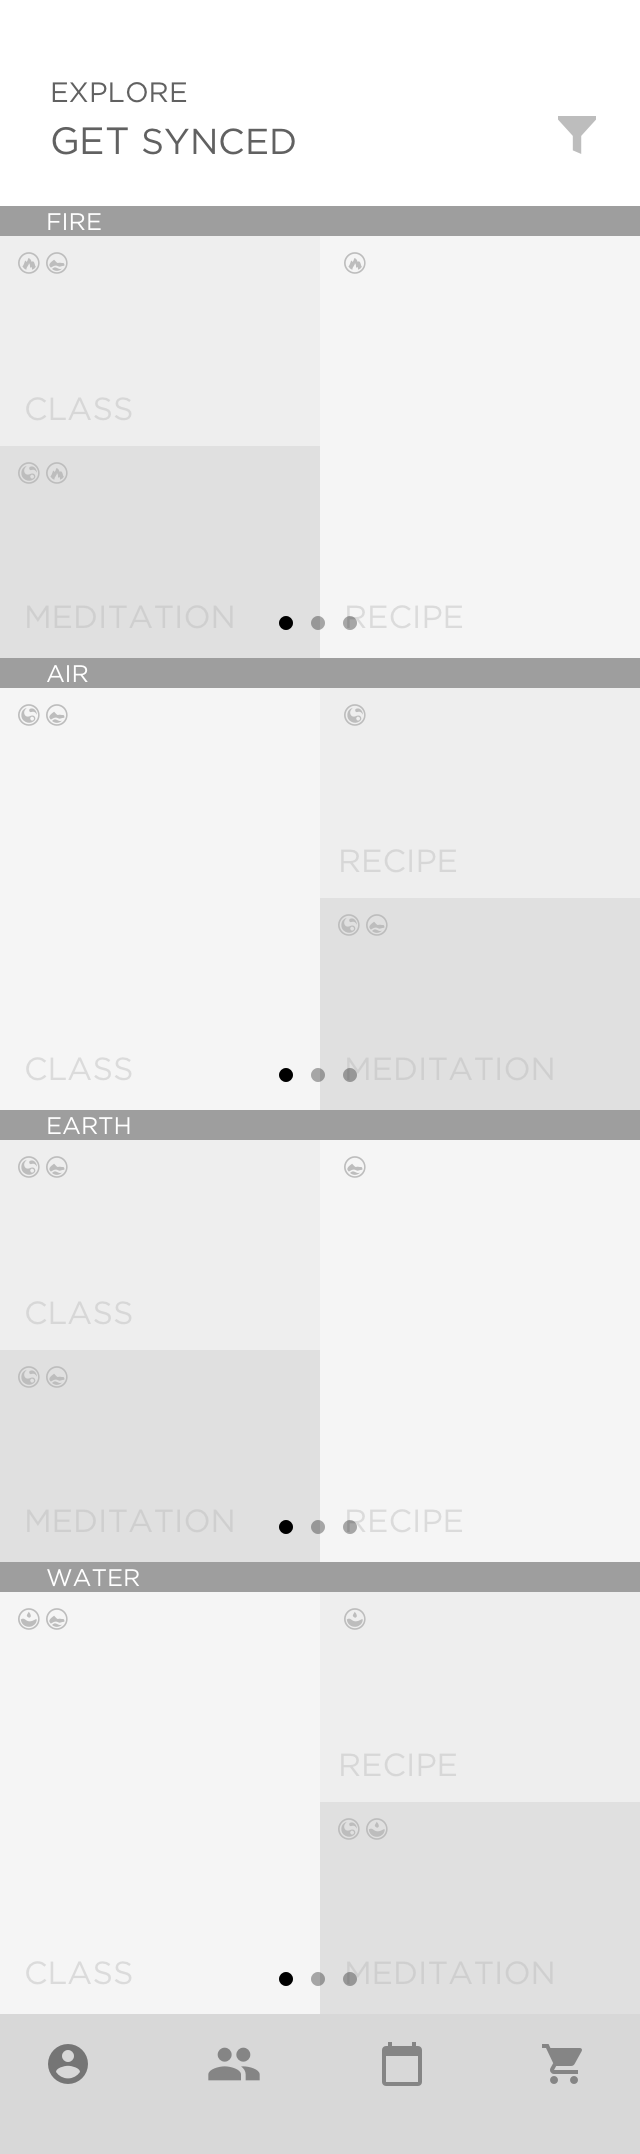 EXPLORE
GET SYNCED
FIRE
CLASS
MEDITATION
RECIPE
AIR
RECIPE
CLASS
MEDITATION
EARTH
CLASS
MEDITATION
RECIPE
WATER
RECIPE
CLASS
MEDITATION